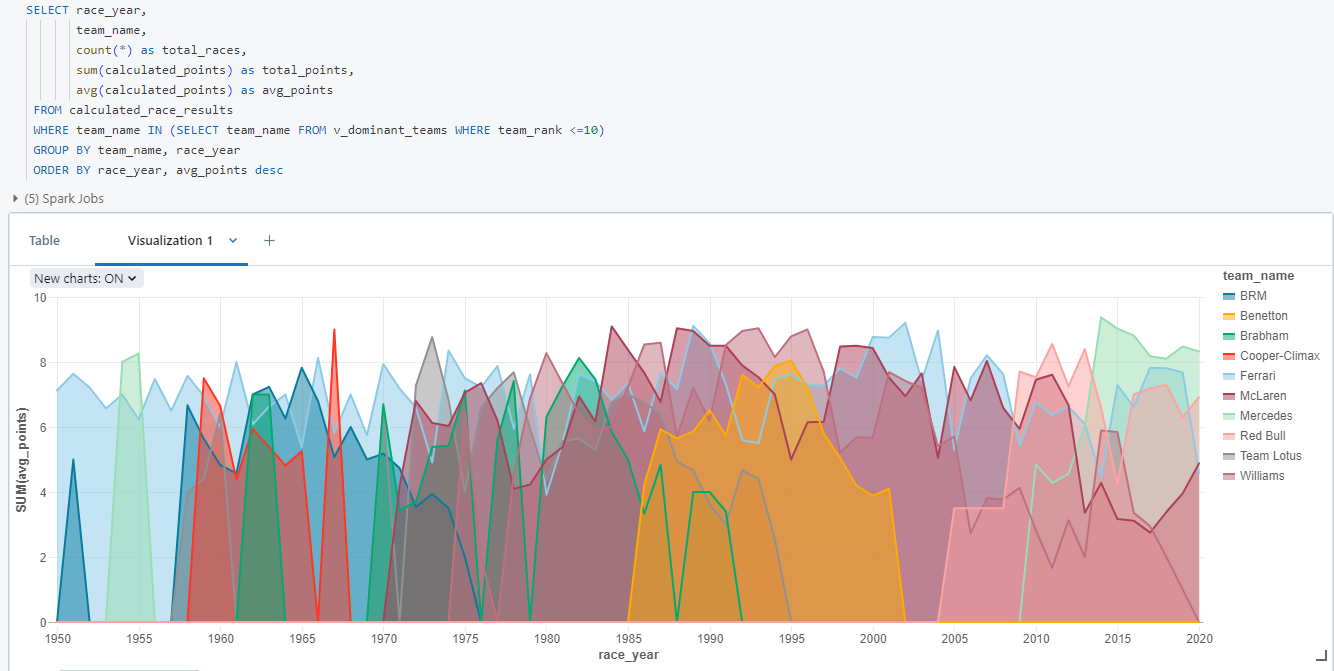 SELECT race_year,
team_name,
count(*) as total_races,
sum(calculated_points) as total_points,
avg(calculated_points) as avg_points
FROM calculated_race_results
WHERE team_name IN (SELECT team_name FROM v_dominant_teams WHERE team_rank <=10)
GROUP BY team_name, race_year
ORDER BY race_year, avg_points desc
(5) Spark Jobs
Table Visualization 1 +
New charts: ON
team_name
BRM
Benetton
Brabham
Cooper-Climax
Ferrari
McLaren
Mercedes
Red Bull
Team Lotus
Williams
SUM(avg_points)
10
8
6
4
2
0
1950 1955 1960 1965 1970 1975 1980 1985 1990 1995 2000 2005 2010 2015 2020
race_year